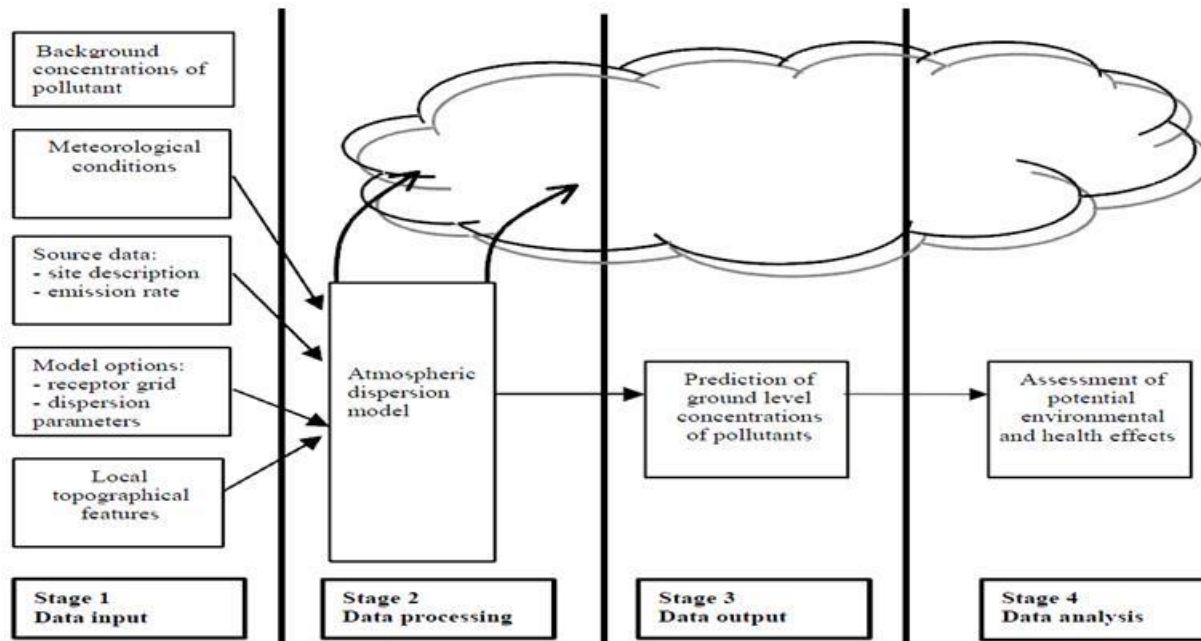 Background
concentrations of
pollutant
Meteorological
conditions
Source data:
- site description
- emission rate
Model options:
- receptor grid
- dispersion
parameters
Local
topographical
features
Atmospheric
dispersion
model
Prediction of
ground level
concentrations
of pollutants
Assessment of
potential
environmental
and health effects
Stage 1
Data input
Stage 2
Data processing
Stage 3
Data output
Stage 4
Data analysis